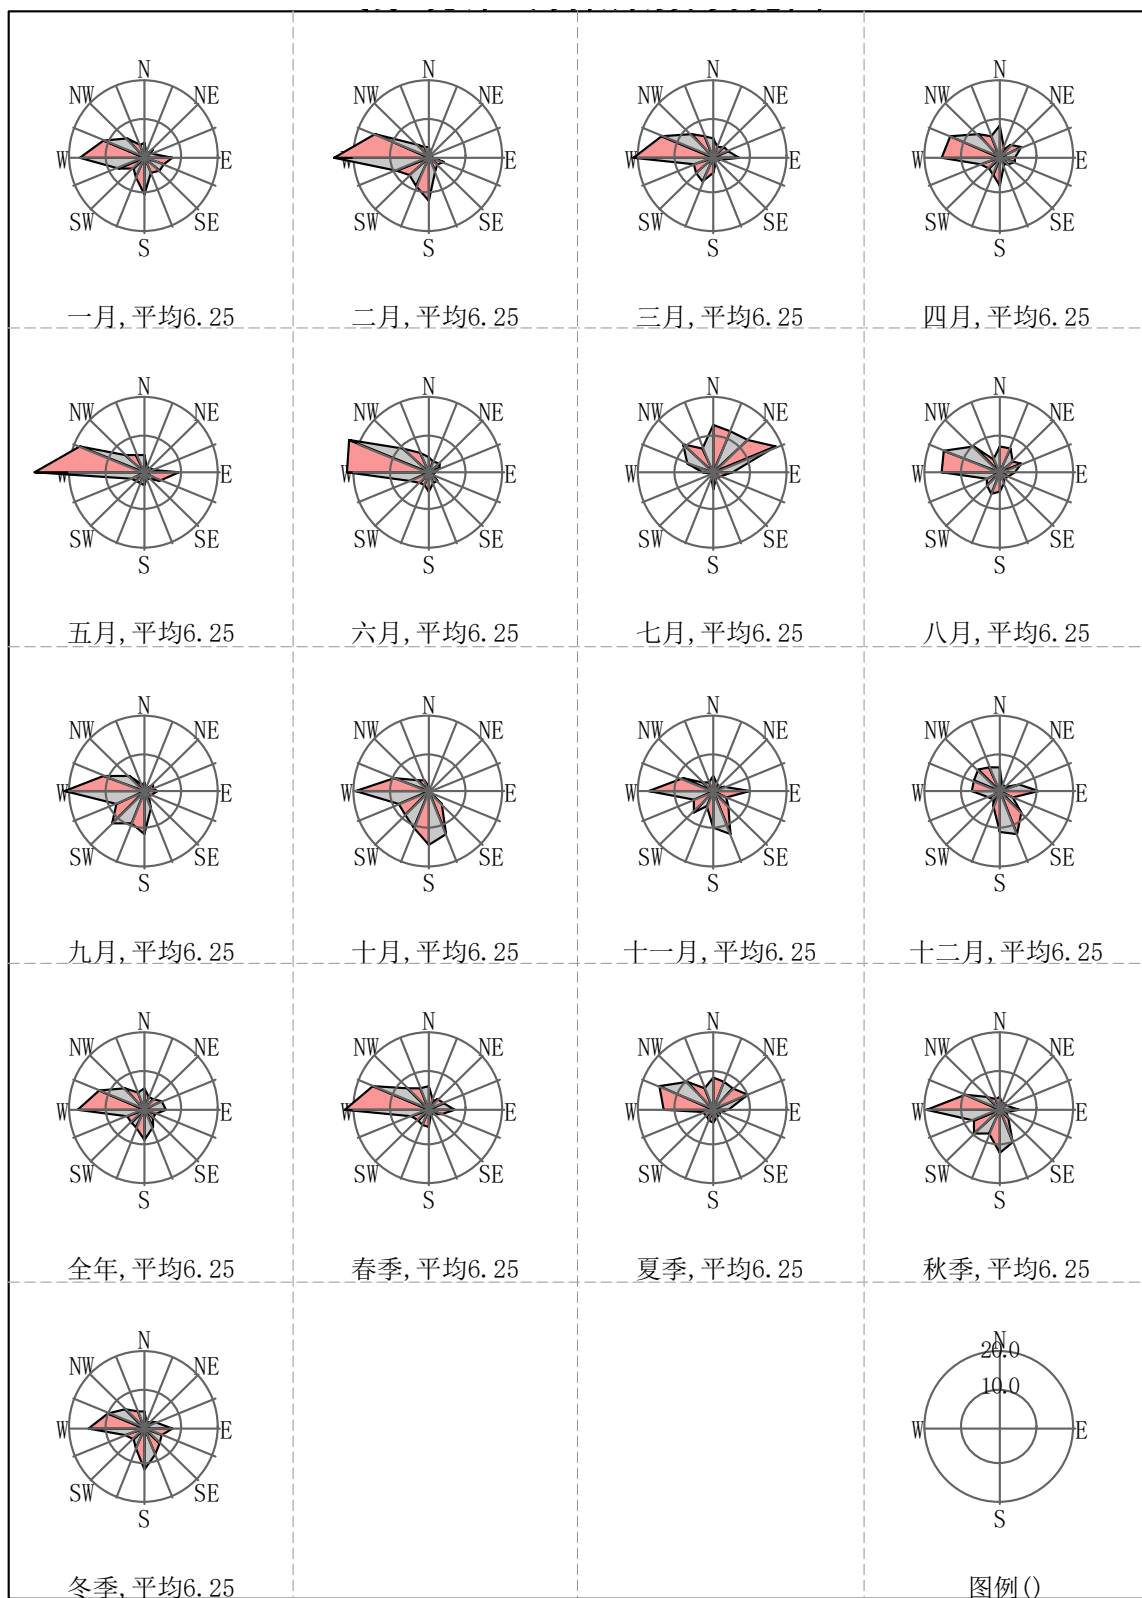 N
NW NE
W E
SW SE
S
一月,平均6.25
N
NW NE
W E
SW SE
S
二月,平均6.25
N
NW NE
W E
SW SE
S
三月,平均6.25
N
NW NE
W E
SW SE
S
四月,平均6.25
N
NW NE
W E
SW SE
S
五月,平均6.25
N
NW NE
W E
SW SE
S
六月,平均6.25
N
NW NE
W E
SW SE
S
七月,平均6.25
N
NW NE
W E
SW SE
S
八月,平均6.25
N
NW NE
W E
SW SE
S
九月,平均6.25
N
NW NE
W E
SW SE
S
十月,平均6.25
N
NW NE
W E
SW SE
S
十一月,平均6.25
N
NW NE
W E
SW SE
S
十二月,平均6.25
N
NW NE
W E
SW SE
S
全年,平均6.25
N
NW NE
W E
SW SE
S
春季,平均6.25
N
NW NE
W E
SW SE
S
夏季,平均6.25
N
NW NE
W E
SW SE
S
秋季,平均6.25
N
NW NE
W E
SW SE
S
冬季,平均6.25
N
20.0
10.0
W E
S
图例()